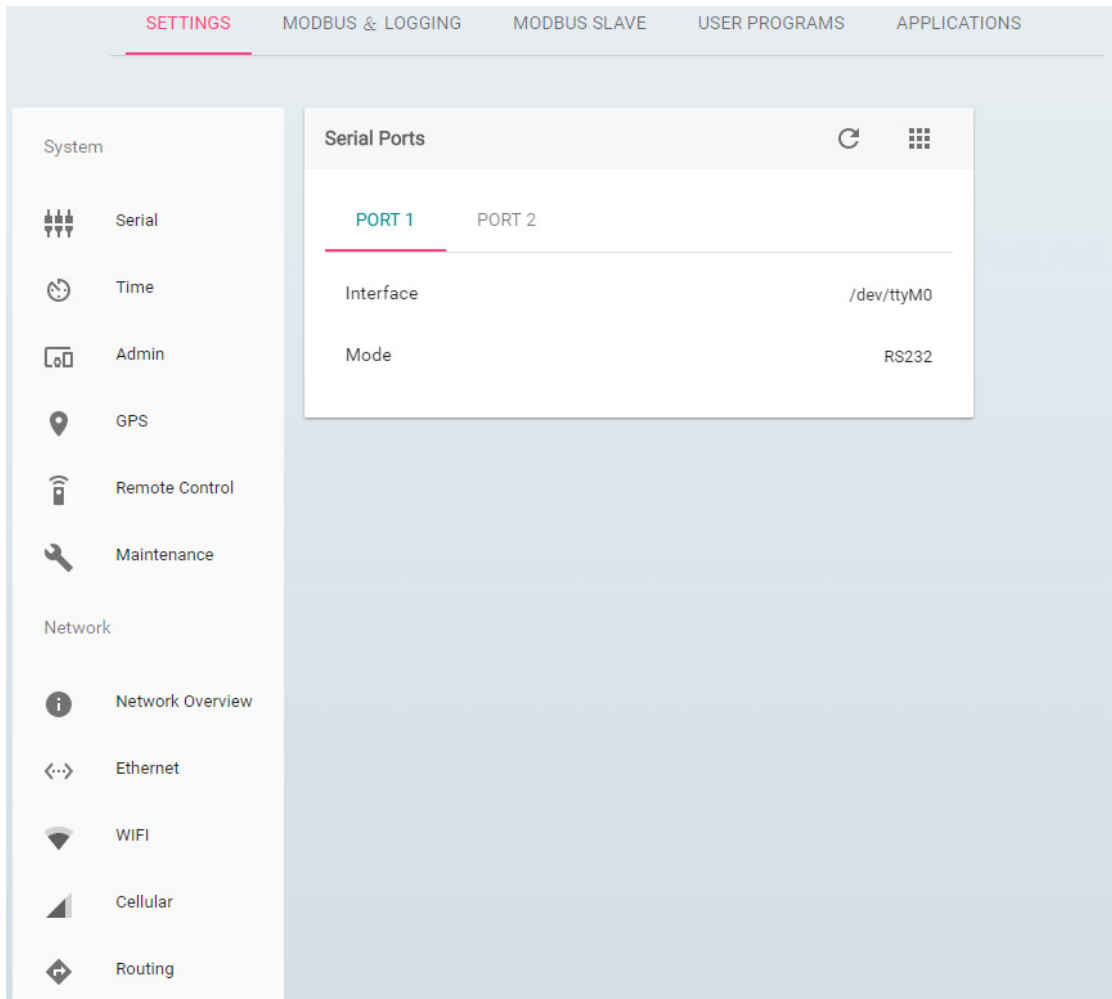 SETTINGS MODBUS & LOGGING MODBUS SLAVE USER PROGRAMS APPLICATIONS
System
Serial
Time
Admin
GPS
Remote Control
Maintenance
Network
Network Overview
Ethernet
WIFI
Cellular
Routing
Serial Ports
PORT 1 PORT 2
Interface /dev/ttyM0
Mode RS232